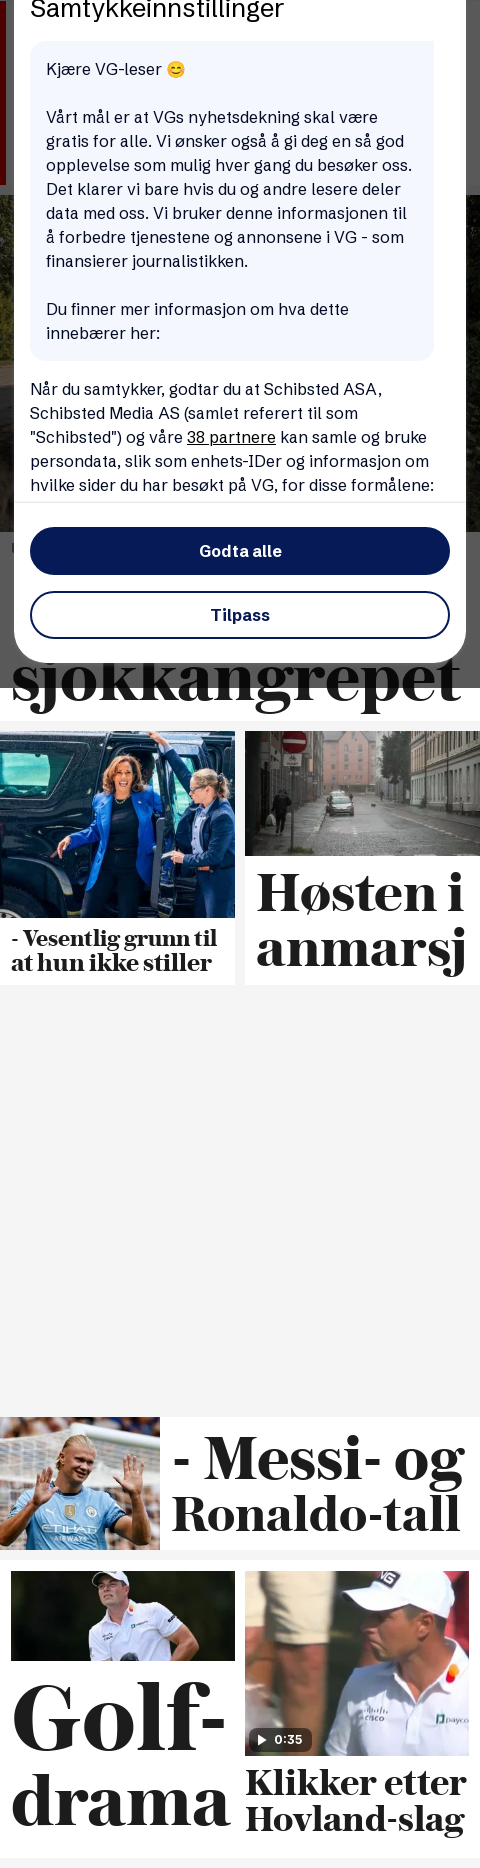 Samtykkeinnstillinger
Kjære VG-leser 😊
Vårt mål er at VGs nyhetsdekning skal være
gratis for alle. Vi ønsker også å gi deg en så god
opplevelse som mulig hver gang du besøker oss.
Det klarer vi bare hvis du og andre lesere deler
data med oss. Vi bruker denne informasjonen til
å forbedre tjenestene og annonsene i VG - som
finansierer journalistikken.
Du finner mer informasjon om hva dette
innebærer her:
Når du samtykker, godtar du at Schibsted ASA,
Schibsted Media AS (samlet referert til som
"Schibsted") og våre 38 partnere kan samle og bruke
persondata, slik som enhets-IDer og informasjon om
hvilke sider du har besøkt på VG, for disse formålene:
Godta alle
Tilpass
sjokkangrepet
- Vesentlig grunn til
at hun ikke stiller
Høsten i
anmarsj
ETIHAD
AIRWAYS
- Messi- og
Ronaldo-tall
Golf-
drama
VG
cisco
payco
0:35
Klikker etter
Hovland-slag